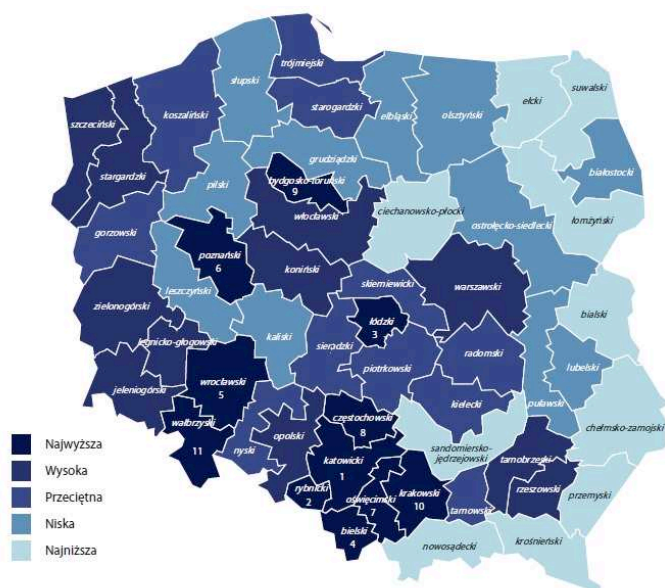 trójmiejski
słupski
koszaliński
starogardzki
elbląski
olsztyński
ełcki
suwalski
szczeciński
stargardzki
grudziądzki
pilski
bydgosko-toruński
9
białostocki
włocławski
ciechanowsko-płocki
ostrołęcko-siedlecki
łomżyński
gorzowski
poznański
6
koniński
skierniewicki
warszawski
leszczyński
zielonogórski
łódzki
3
bialski
kaliski
sieradzki
legnicko-głogowski
piotrkowski
radomski
lubelski
wrocławski
5
jeleniogórski
puławski
kielecki
częstochowski
8
wałbrzyski
11
opolski
nyski
chełmsko-zamojski
sandomiersko-
jędrzejowski
tarnobrzeski
katowicki
1
rybnicki
2
oświęcimski
7
krakowski
10
rzeszowski
przemyski
tarnowski
bielski
4
nowosądecki
krośnieński
Najwyższa
Wysoka
Przeciętna
Niska
Najniższa